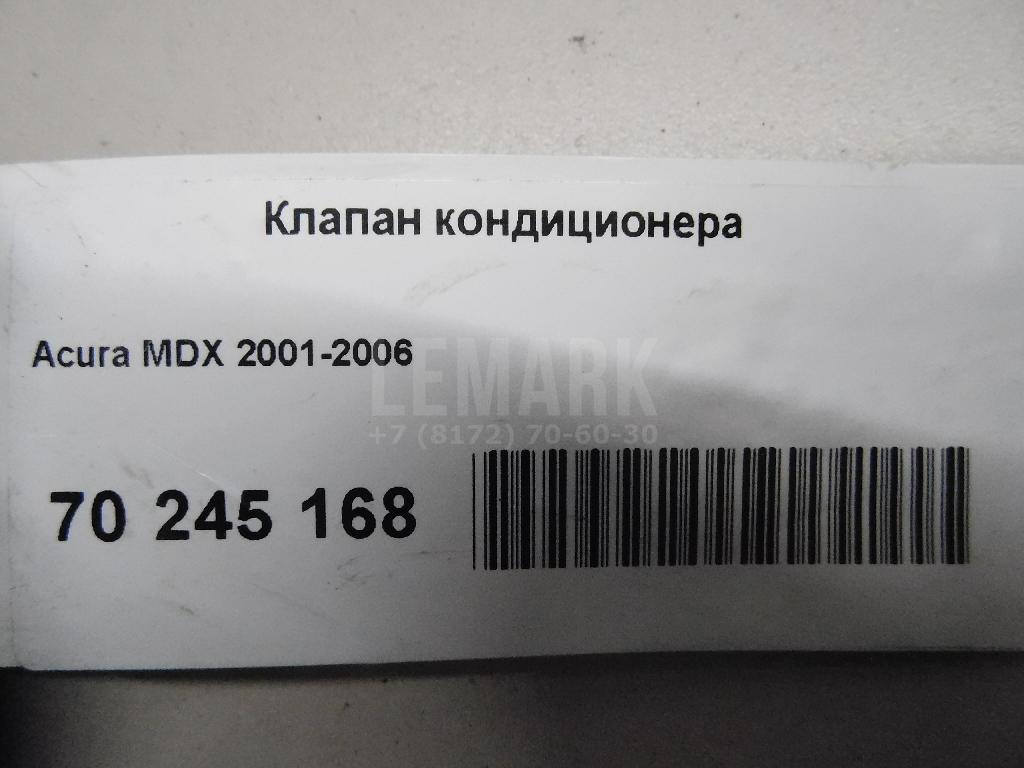 Клапан кондиционера
Acura MDX 2001-2006
LEMARK
+7 (8172) 70-60-30
70 245 168